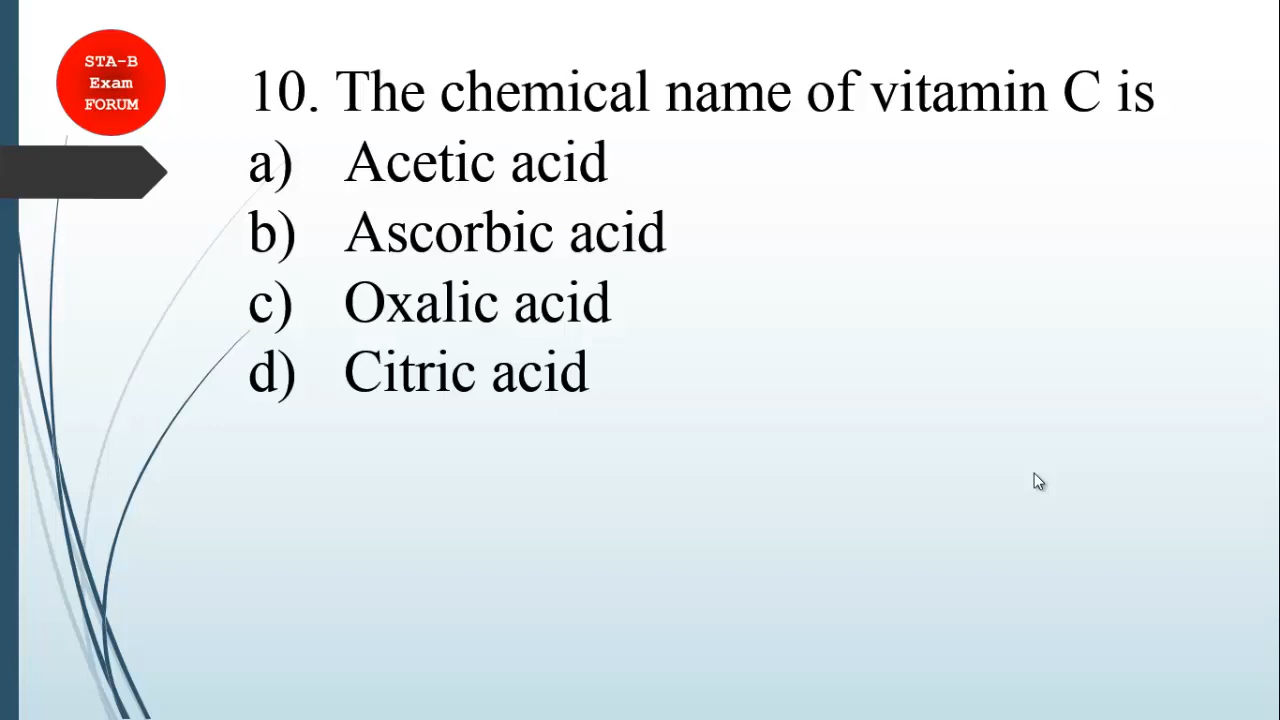 STA-B
Exam
FORUM
10. The chemical name of vitamin C is
a) Acetic acid
b) Ascorbic acid
c) Oxalic acid
d) Citric acid